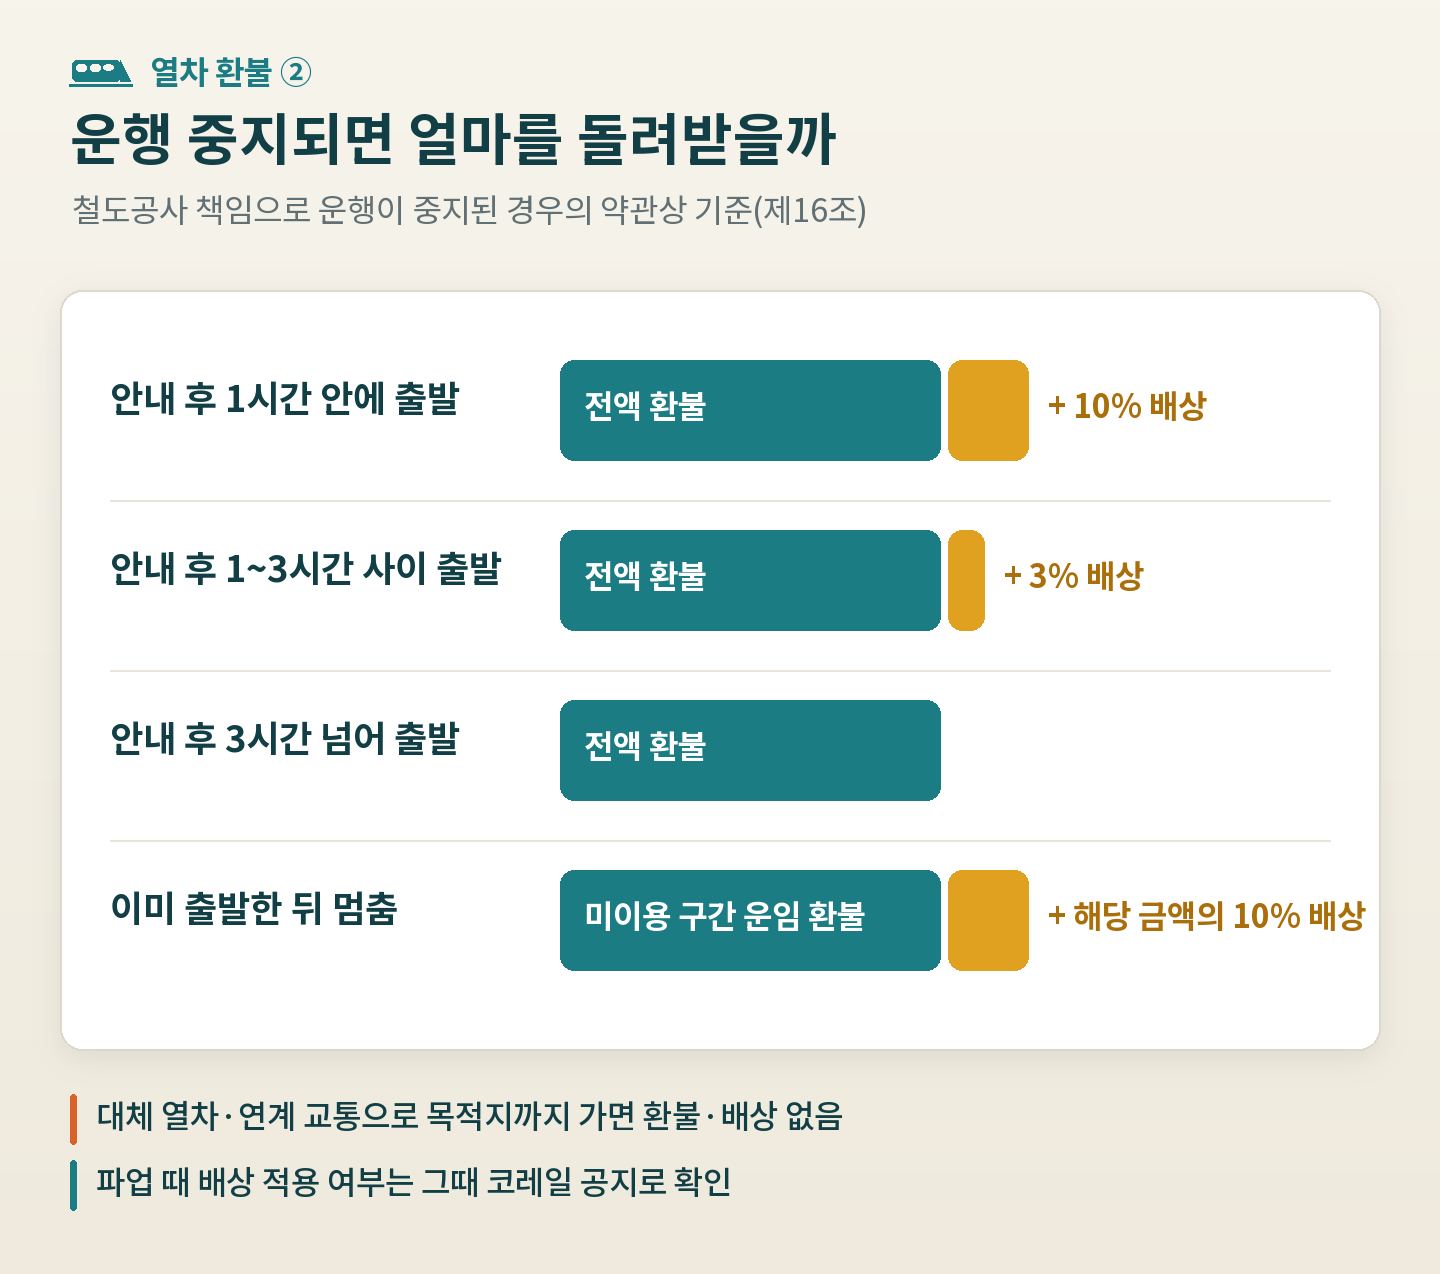 열차 환불 ②
운행 중지되면 얼마를 돌려받을까
철도공사 책임으로 운행이 중지된 경우의 약관상 기준(제16조)
안내 후 1시간 안에 출발
전액 환불
+ 10% 배상
안내 후 1~3시간 사이 출발
전액 환불
+ 3% 배상
안내 후 3시간 넘어 출발
전액 환불
이미 출발한 뒤 멈춤
미이용 구간 운임 환불
+ 해당 금액의 10% 배상
대체 열차·연계 교통으로 목적지까지 가면 환불·배상 없음
파업 때 배상 적용 여부는 그때 코레일 공지로 확인